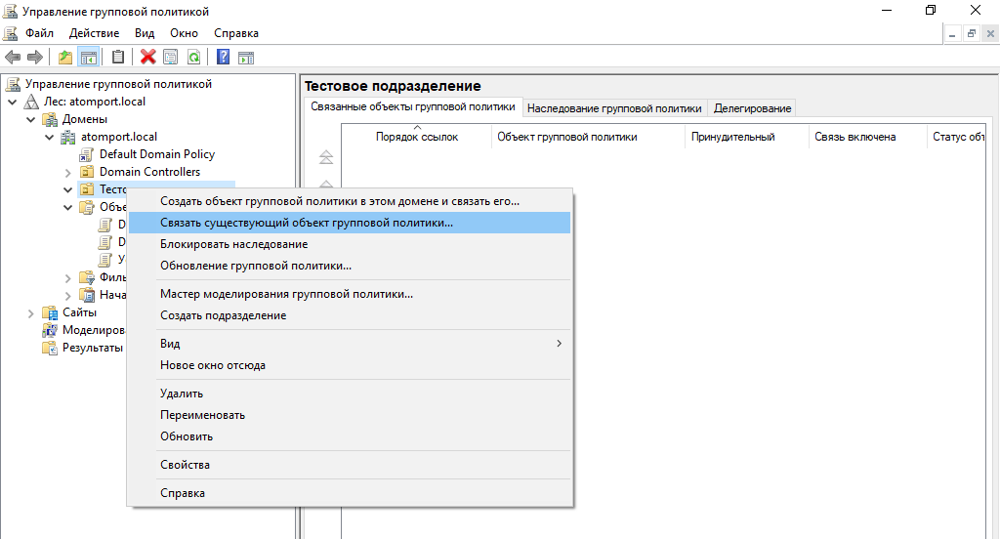 Управление групповой политикой
Файл Действие Вид Окно Справка
Управление групповой политикой
Лес: atomport.local
Домены
atomport.local
Default Domain Policy
Domain Controllers
Тесто
Объе
D
D
У
Филь
Нача
Сайты
Моделирова
Результаты
Тестовое подразделение
Связанные объекты групповой политики Наследование групповой политики Делегирование
Порядок ссылок Объект групповой политики Принудительный Связь включена Статус объ
Создать объект групповой политики в этом домене и связать его...
Связать существующий объект групповой политики...
Блокировать наследование
Обновление групповой политики...
Мастер моделирования групповой политики...
Создать подразделение
Вид
Новое окно отсюда
Удалить
Переименовать
Обновить
Свойства
Справка